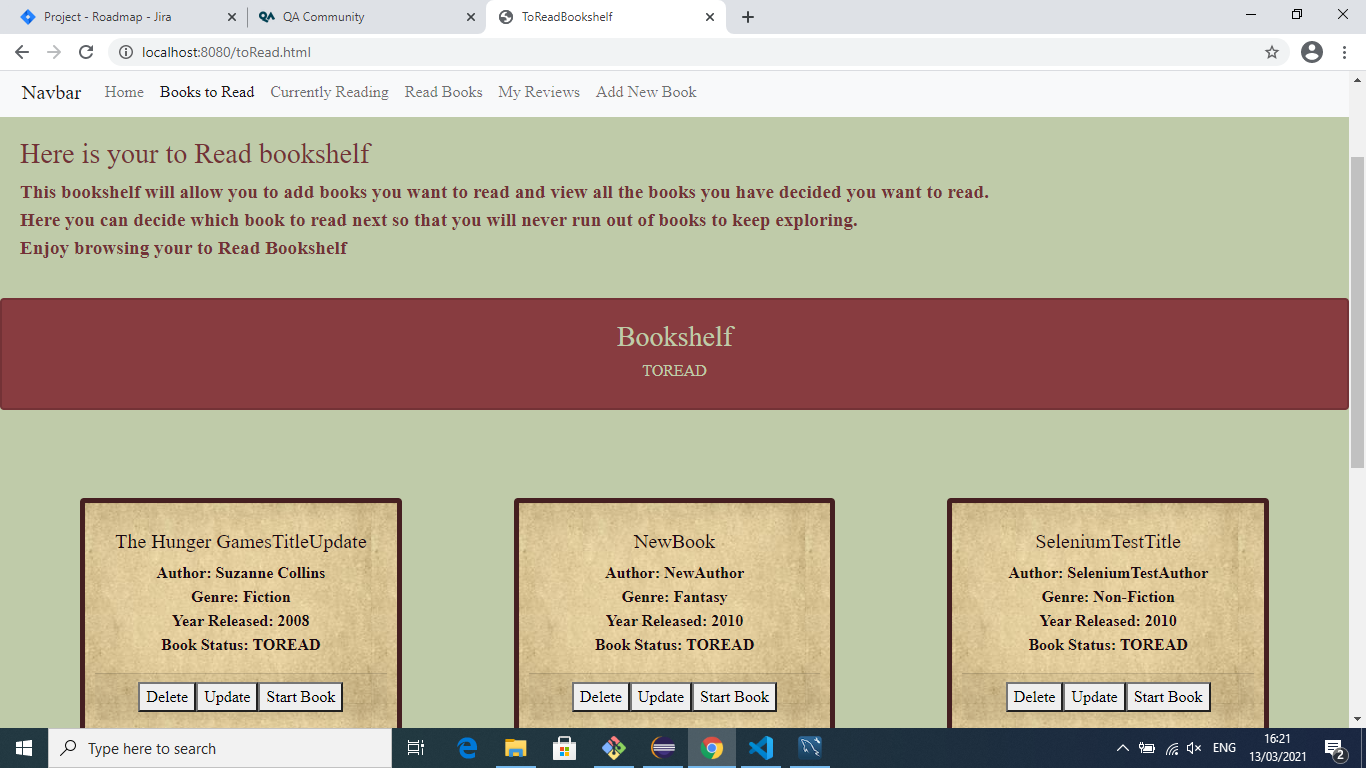 Project - Roadmap - Jira
QA QA Community
ToReadBookshelf
localhost:8080/toRead.html
Navbar Home Books to Read Currently Reading Read Books My Reviews Add New Book
Here is your to Read bookshelf
This bookshelf will allow you to add books you want to read and view all the books you have decided you want to read.
Here you can decide which book to read next so that you will never run out of books to keep exploring.
Enjoy browsing your to Read Bookshelf
Bookshelf
TOREAD
The Hunger GamesTitleUpdate
Author: Suzanne Collins
Genre: Fiction
Year Released: 2008
Book Status: TOREAD
Delete Update Start Book
NewBook
Author: NewAuthor
Genre: Fantasy
Year Released: 2010
Book Status: TOREAD
Delete Update Start Book
SeleniumTestTitle
Author: SeleniumTestAuthor
Genre: Non-Fiction
Year Released: 2010
Book Status: TOREAD
Delete Update Start Book
Type here to search
ENG
16:21
13/03/2021
2